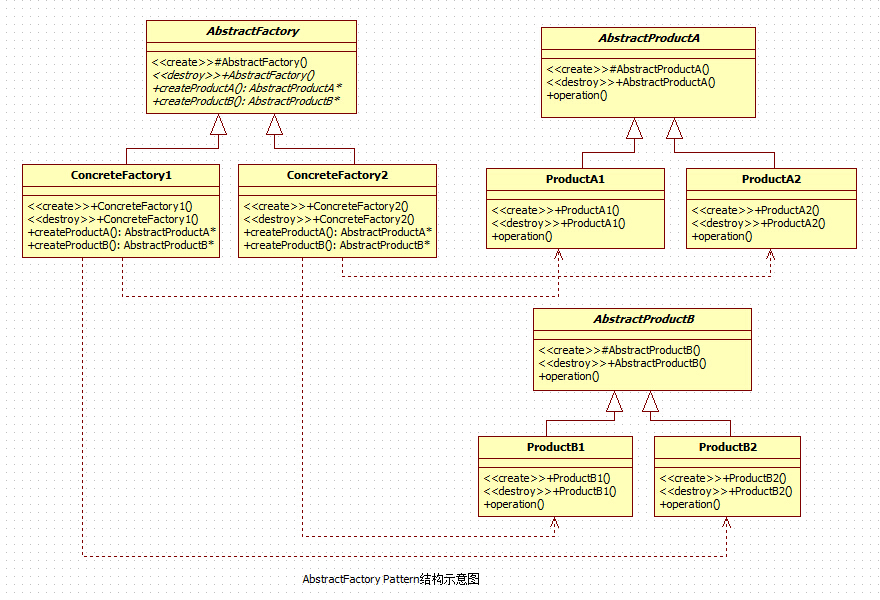 AbstractFactory
<<create>>#AbstractFactory()
<<destroy>>+AbstractFactory()
+createProductA(): AbstractProductA*
+createProductB(): AbstractProductB*
AbstractProductA
<<create>>#AbstractProductA()
<<destroy>>+AbstractProductA()
+operation()
ConcreteFactory1
<<create>>+ConcreteFactory1()
<<destroy>>+ConcreteFactory1()
+createProductA(): AbstractProductA*
+createProductB(): AbstractProductB*
ConcreteFactory2
<<create>>+ConcreteFactory2()
<<destroy>>+ConcreteFactory2()
+createProductA(): AbstractProductA*
+createProductB(): AbstractProductB*
ProductA1
<<create>>+ProductA1()
<<destroy>>+ProductA1()
+operation()
ProductA2
<<create>>+ProductA2()
<<destroy>>+ProductA2()
+operation()
AbstractProductB
<<create>>#AbstractProductB()
<<destroy>>+AbstractProductB()
+operation()
ProductB1
<<create>>+ProductB1()
<<destroy>>+ProductB1()
+operation()
ProductB2
<<create>>+ProductB2()
<<destroy>>+ProductB2()
+operation()
AbstractFactory Pattern结构示意图